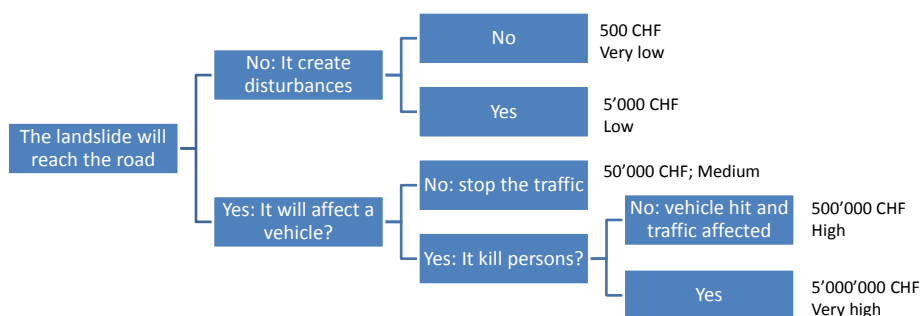 No
500 CHF
Very low
No: It create
disturbances
Yes
5’000 CHF
Low
The landslide will
reach the road
No: stop the traffic
50’000 CHF; Medium
Yes: It will affect a
vehicle?
No: vehicle hit and
traffic affected
500’000 CHF
High
Yes: It kill persons?
Yes
5’000’000 CHF
Very high